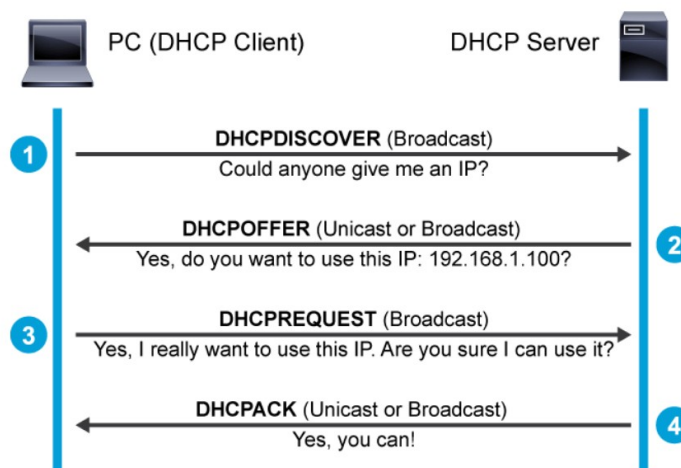 PC (DHCP Client)
DHCP Server
1
DHCPDISCOVER (Broadcast)
Could anyone give me an IP?
DHCPOFFER (Unicast or Broadcast)
2
Yes, do you want to use this IP: 192.168.1.100?
3
DHCPREQUEST (Broadcast)
Yes, I really want to use this IP. Are you sure I can use it?
DHCPACK (Unicast or Broadcast)
4
Yes, you can!